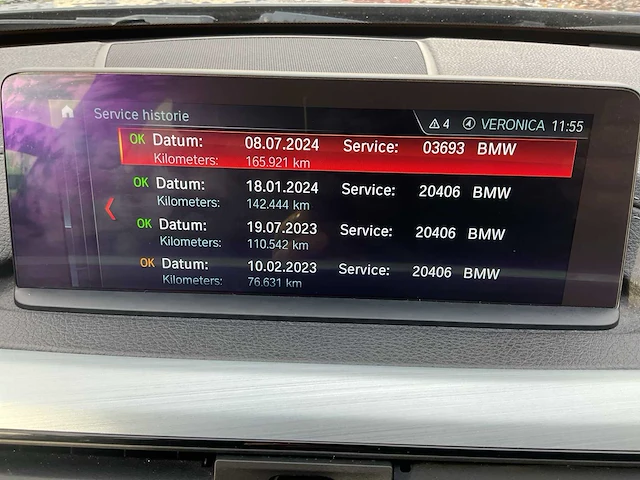 Service historie
4 VERONICA 11:55
OK Datum: 08.07.2024 Service: 03693 BMW
Kilometers: 165.921 km
OK Datum: 18.01.2024 Service: 20406 BMW
Kilometers: 142.444 km
OK Datum: 19.07.2023 Service: 20406 BMW
Kilometers: 110.542 km
OK Datum: 10.02.2023 Service: 20406 BMW
Kilometers: 76.631 km